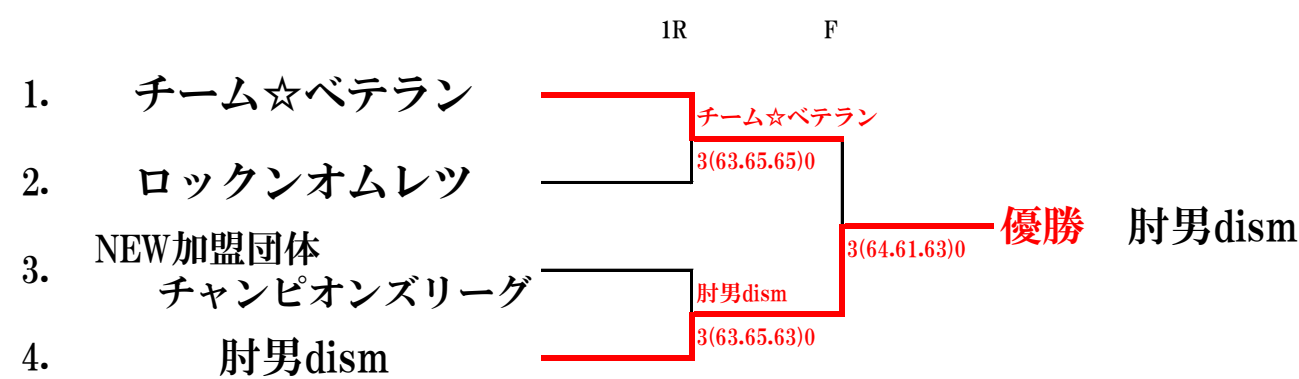 1R F
1. チーム☆ベテラン
チーム☆ベテラン
3(63.65.65)0
2. ロックンオムレツ
優勝 肘男dism
3(64.61.63)0
3. NEW加盟団体
チャンピオンズリーグ
肘男dism
3(63.65.63)0
4. 肘男dism